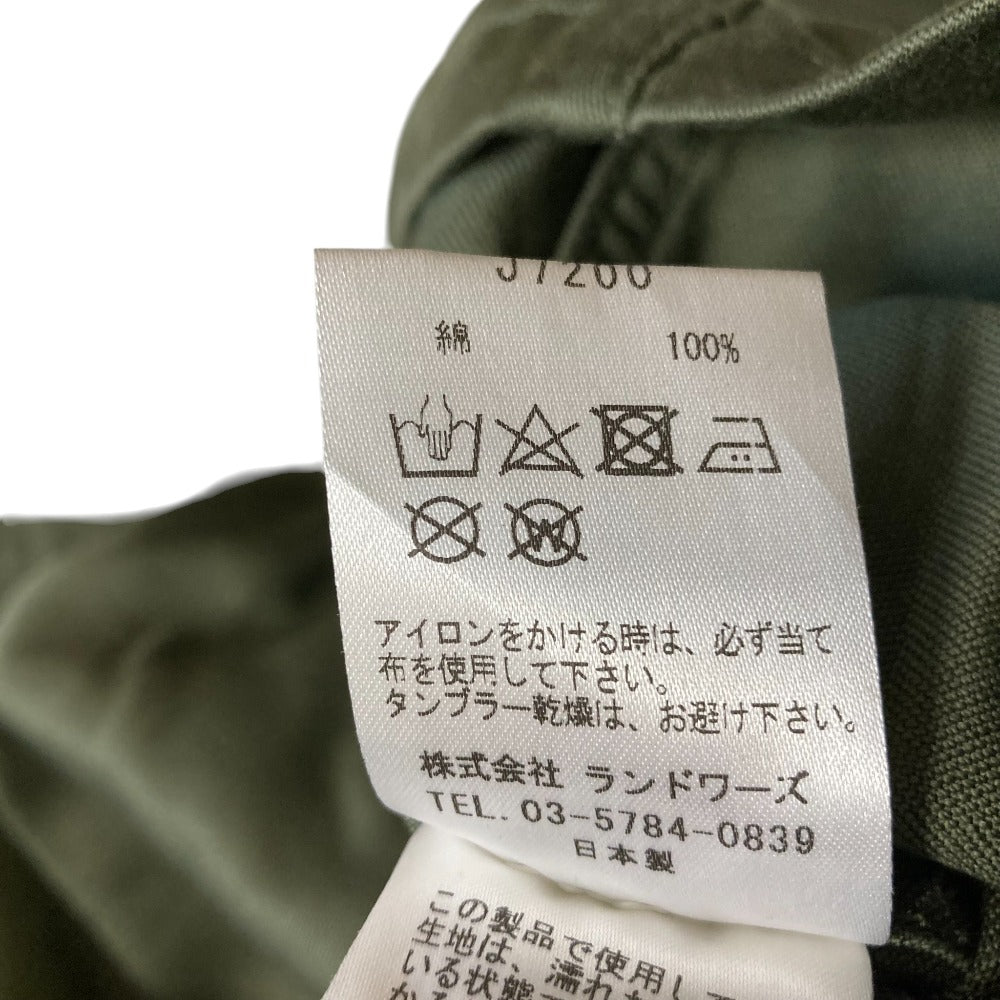 J7200
綿 100%
アイロンをかける時は、必ず当て
布を使用して下さい。
タンブラー乾燥は、お避け下さい。
株式会社 ランドワーズ
TEL. 03-5784-0839
日本製
この製品で使用し
生地は、濡れ
いる状態